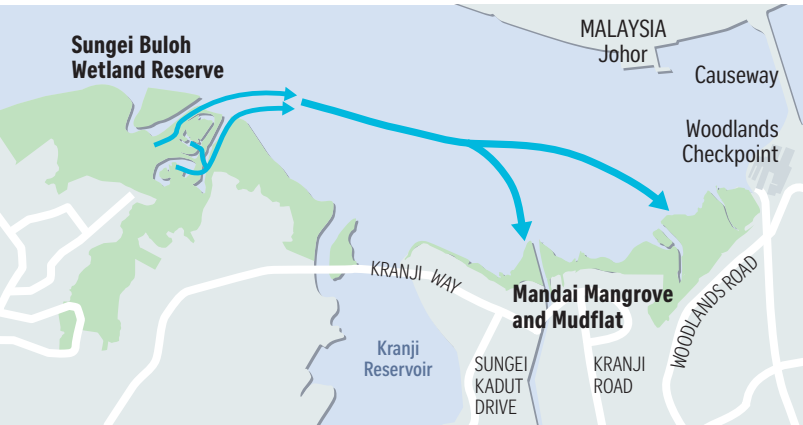 MALAYSIA
Johor
Sungei Buloh
Wetland Reserve
Causeway
Woodlands
Checkpoint
KRANJI WAY
Mandai Mangrove
and Mudflat
WOODLANDS ROAD
Kranji
Reservoir
SUNGEI
KADUT
DRIVE
KRANJI
ROAD